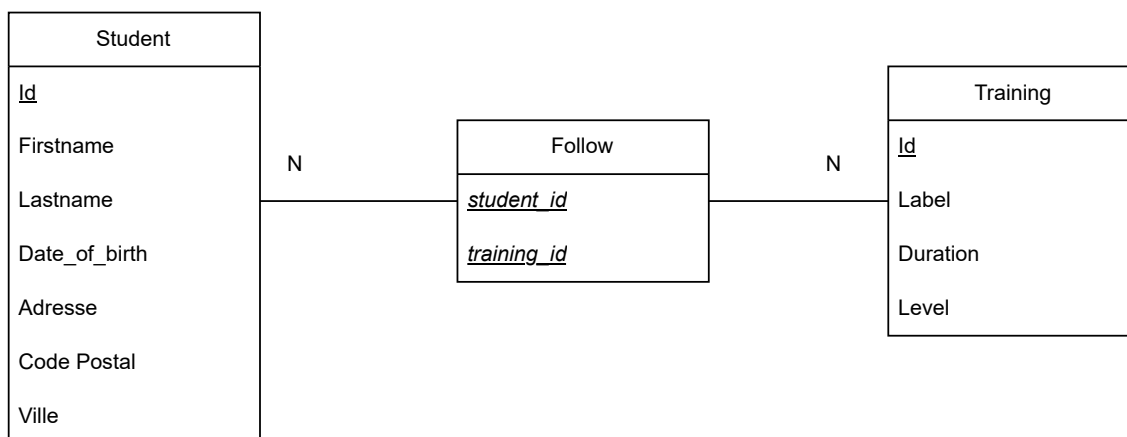 Student
Id
Firstname
Lastname
Date_of_birth
Adresse
Code Postal
Ville
N
Follow
student_id
training_id
N
Training
Id
Label
Duration
Level